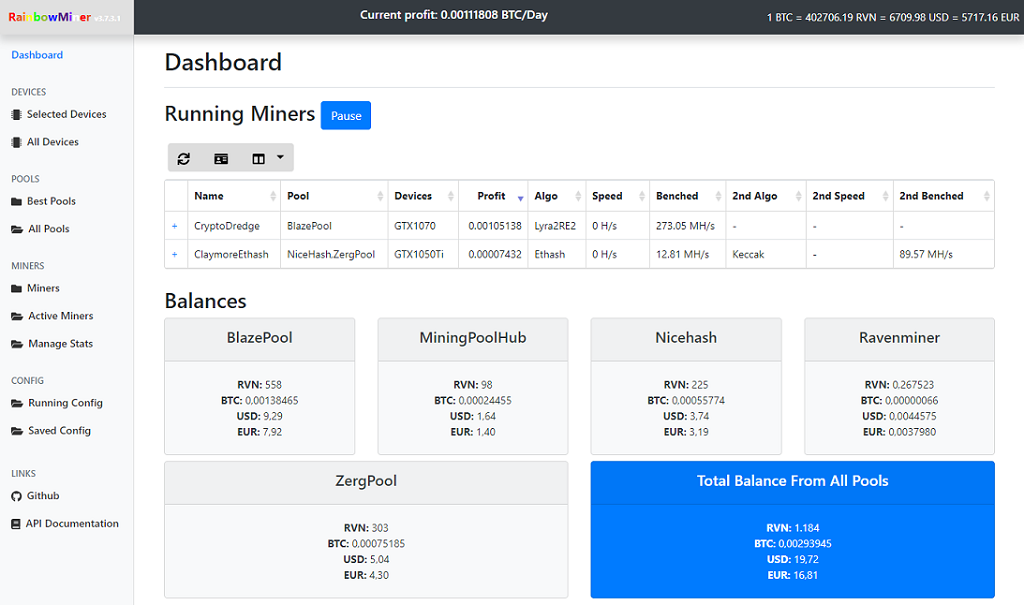 RainbowMiner v3.7.1.1
Current profit: 0.00111808 BTC/Day
1 BTC = 402706.19 RVN = 6709.98 USD = 5717.16 EUR
Dashboard
DEVICES
Selected Devices
All Devices
POOLS
Best Pools
All Pools
MINERS
Miners
Active Miners
Manage Stats
CONFIG
Running Config
Saved Config
LINKS
Github
API Documentation
Dashboard
Running Miners Pause
Name Pool Devices Profit Algo Speed Benched 2nd Algo 2nd Speed 2nd Benched
+ CryptoDredge BlazePool GTX1070 0.00105138 Lyra2RE2 0 H/s 273.05 MH/s - - -
+ ClaymoreEthash NiceHash.ZergPool GTX1050Ti 0.00007432 Ethash 0 H/s 12.81 MH/s Keccak - 89.57 MH/s
Balances
BlazePool
RVN: 558
BTC: 0,00138465
USD: 9,29
EUR: 7,92
MiningPoolHub
RVN: 98
BTC: 0,00024455
USD: 1,64
EUR: 1,40
Nicehash
RVN: 225
BTC: 0,00055774
USD: 3,74
EUR: 3,19
Ravenminer
RVN: 0.267523
BTC: 0,00000066
USD: 0,0044575
EUR: 0,0037980
ZergPool
RVN: 303
BTC: 0,00075185
USD: 5,04
EUR: 4,30
Total Balance From All Pools
RVN: 1.184
BTC: 0,00293945
USD: 19,72
EUR: 16,81